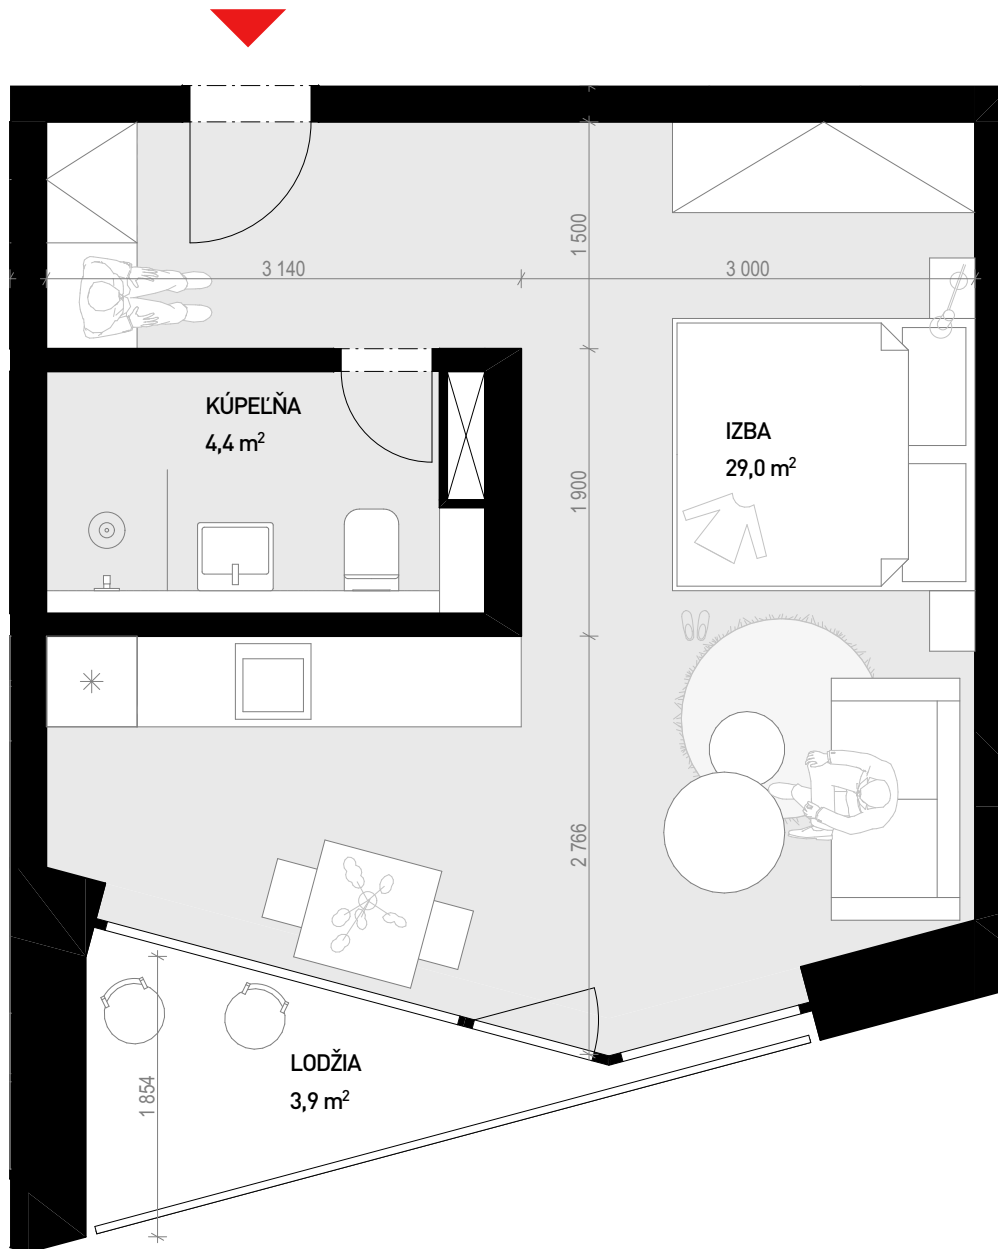 1 500
3 140
3 000
KÚPEĽŇA
4,4 m²
IZBA
29,0 m²
1 900
2 766
LODŽIA
3,9 m²
1 854